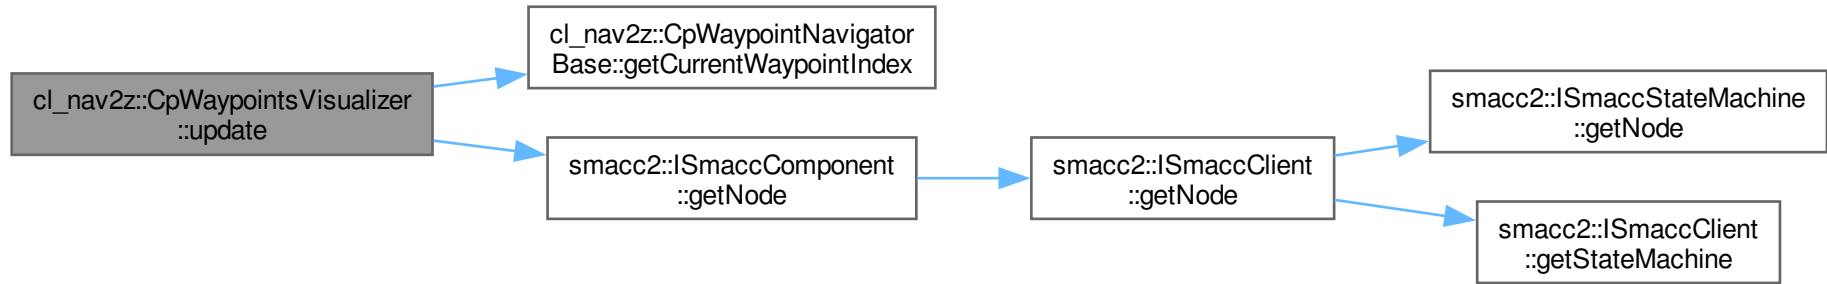 cl_nav2z::CpWaypointsVisualizer
::update
cl_nav2z::CpWaypointNavigator
Base::getCurrentWaypointIndex
smacc2::ISmaccComponent
::getNode
smacc2::ISmaccClient
::getNode
smacc2::ISmaccStateMachine
::getNode
smacc2::ISmaccClient
::getStateMachine